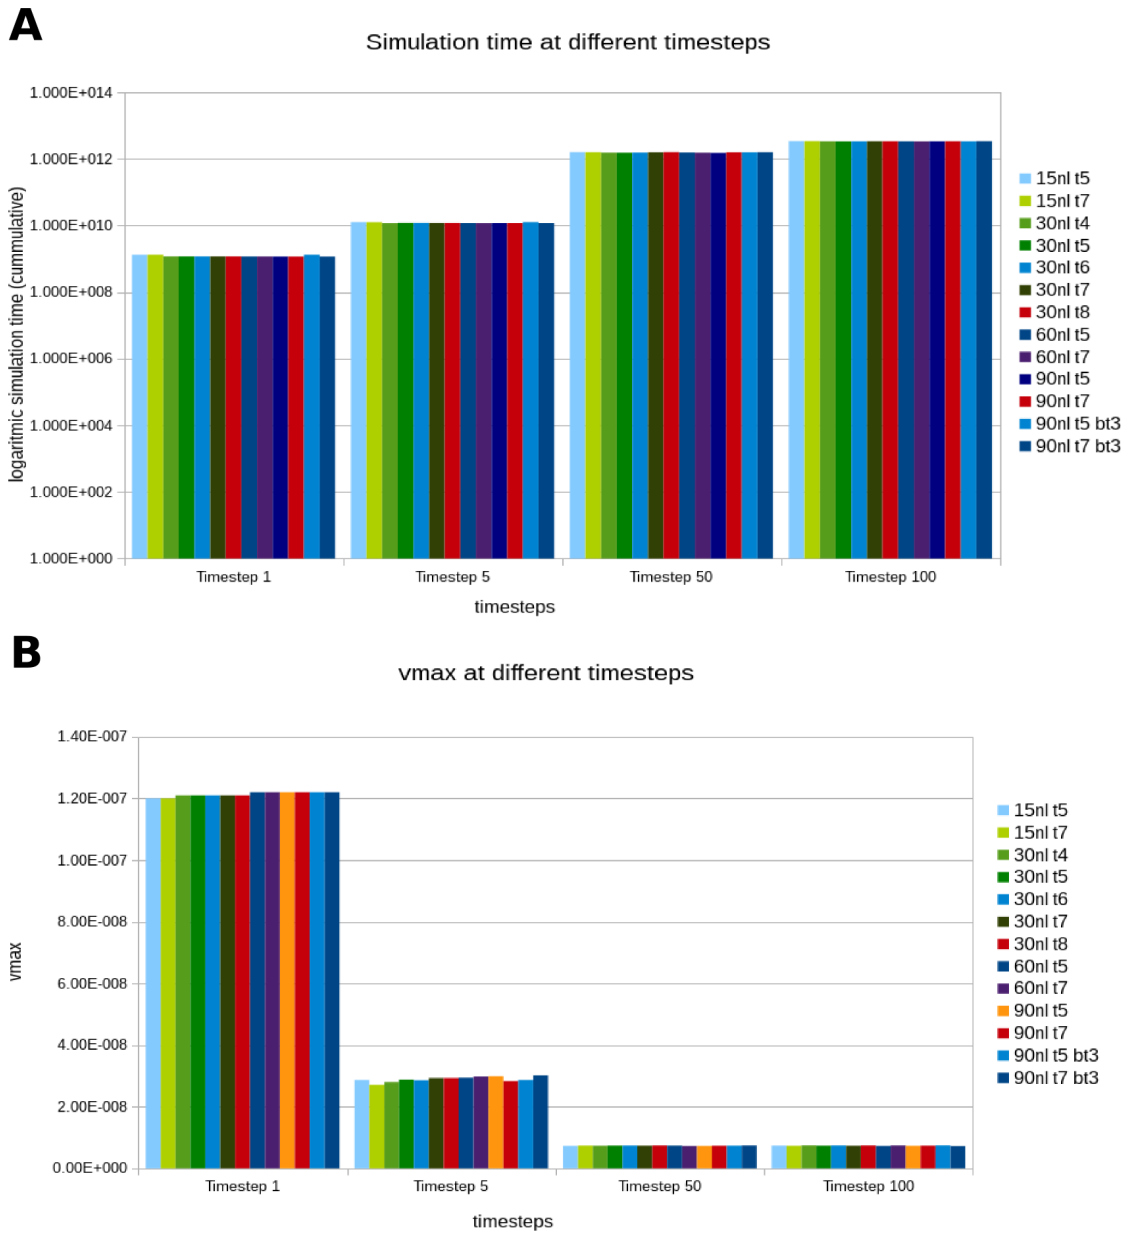 A
Simulation time at different timesteps
1.000E+014
1.000E+012
1.000E+010
1.000E+008
1.000E+006
1.000E+004
1.000E+002
1.000E+000
logaritmic simulation time (cummulative)
Timestep 1
Timestep 5
Timestep 50
Timestep 100
timesteps
15nl t5
15nl t7
30nl t4
30nl t5
30nl t6
30nl t7
30nl t8
60nl t5
60nl t7
90nl t5
90nl t7
90nl t5 bt3
90nl t7 bt3
B
vmax at different timesteps
1.40E-007
1.20E-007
1.00E-007
8.00E-008
6.00E-008
4.00E-008
2.00E-008
0.00E+000
vmax
Timestep 1
Timestep 5
Timestep 50
Timestep 100
timesteps
15nl t5
15nl t7
30nl t4
30nl t5
30nl t6
30nl t7
30nl t8
60nl t5
60nl t7
90nl t5
90nl t7
90nl t5 bt3
90nl t7 bt3